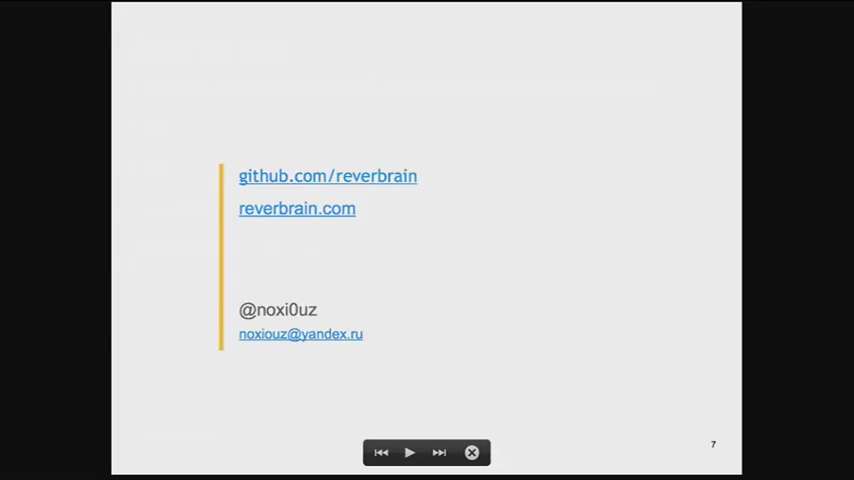 github.com/reverbrain
reverbrain.com
@noxi0uz
noxiouz@yandex.ru
7